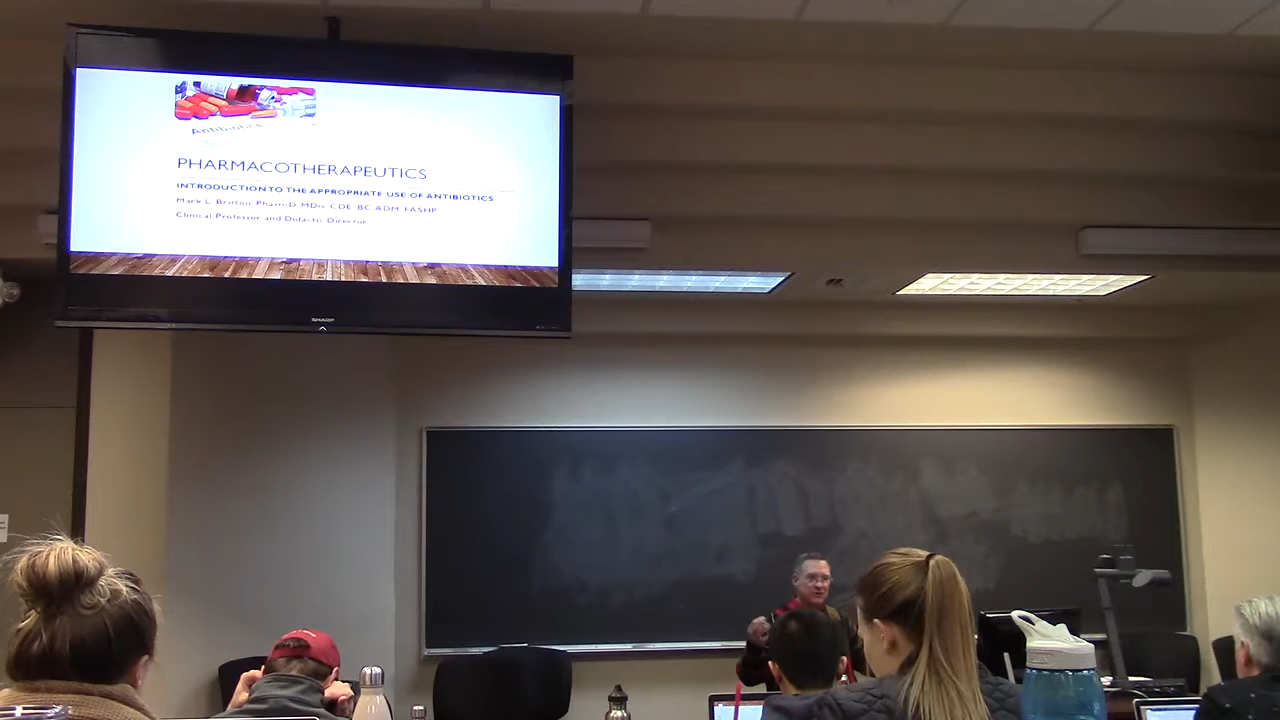 Antibiotics
PHARMACOTHERAPEUTICS
INTRODUCTION TO THE APPROPRIATE USE OF ANTIBIOTICS
Mark L. Britton PharmD MDiv CDE BC ADM FASHP
Clinical Professor and Didactic Director
SHARP